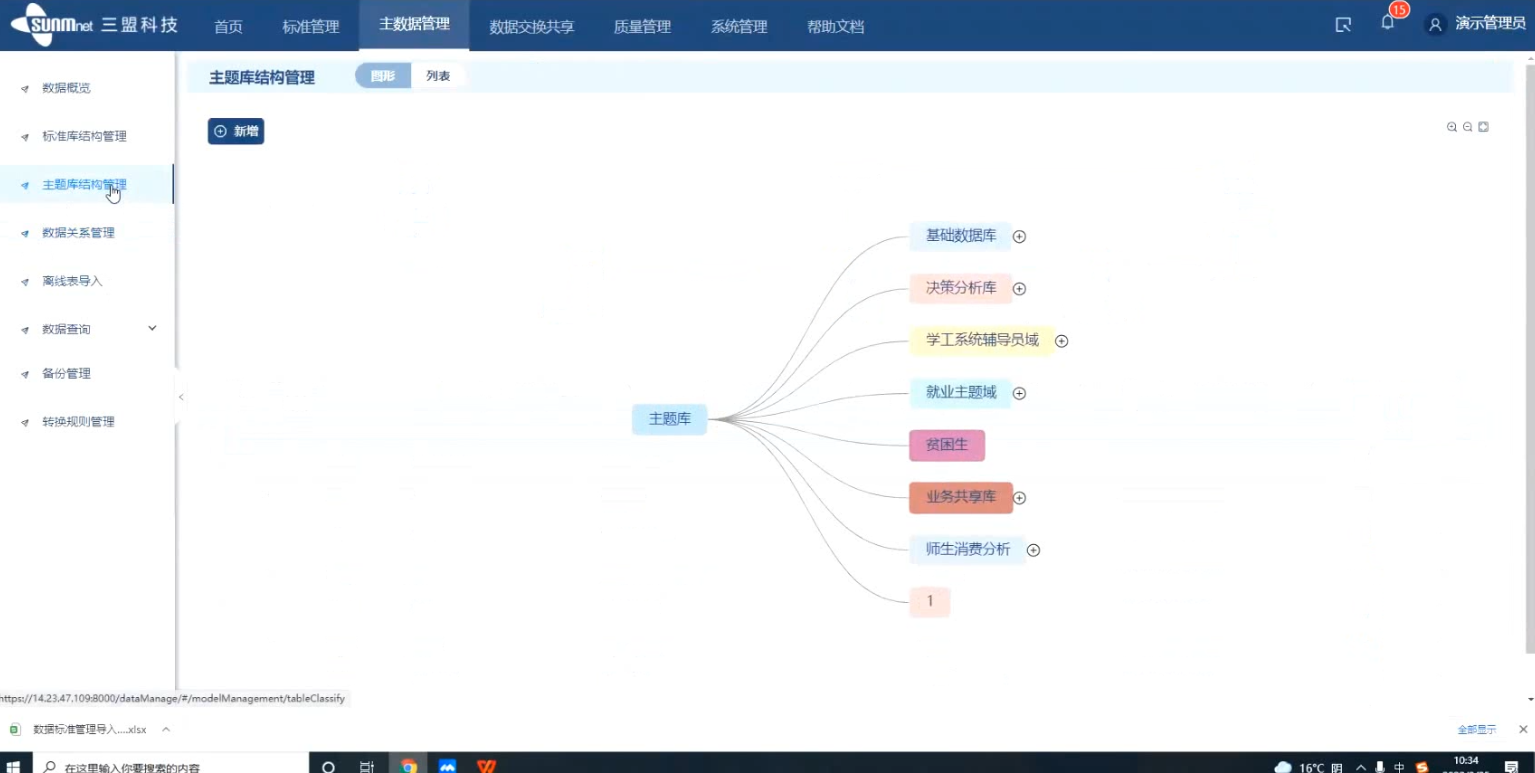 sunmnet 三盟科技
首页
标准管理
主数据管理
数据交换共享
质量管理
系统管理
帮助文档
15
演示管理员
数据概览
标准库结构管理
主题库结构管理
数据关系管理
离线表导入
数据查询
备份管理
转换规则管理
主题库结构管理
图形
列表
新增
主题库
基础数据库
决策分析库
学工系统辅导员域
就业主题域
贫困生
业务共享库
师生消费分析
1
https://14.23.47.109:8000/dataManage/#/modelManagement/tableClassify
数据标准管理导入....xlsx
全部显示
在这里输入你要搜索的内容
16°C 阴
中
10:34